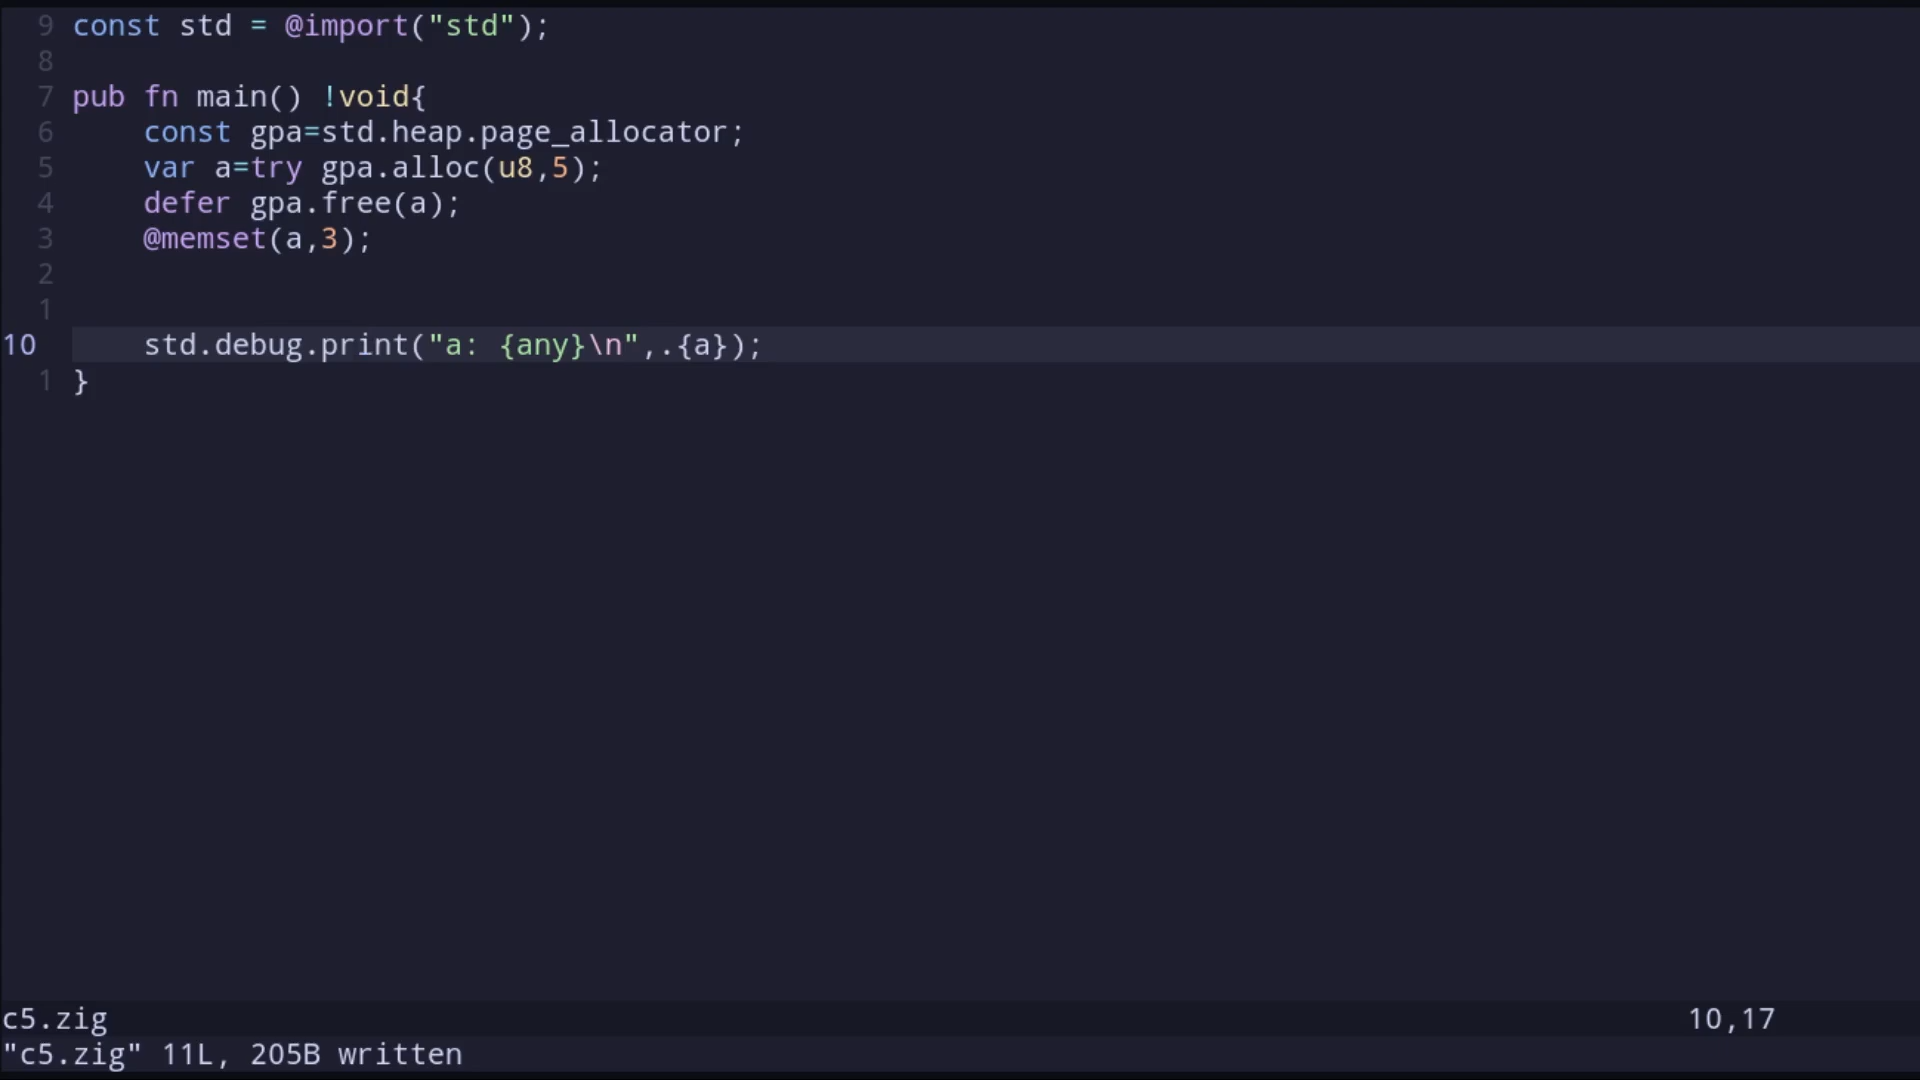 9 const std = @import("std");
8
7 pub fn main() !void{
6     const gpa=std.heap.page_allocator;
5     var a=try gpa.alloc(u8,5);
4     defer gpa.free(a);
3     @memset(a,3);
2
1
10     std.debug.print("a: {any}\n",.{a});
1 }
c5.zig 10,17
"c5.zig" 11L, 205B written